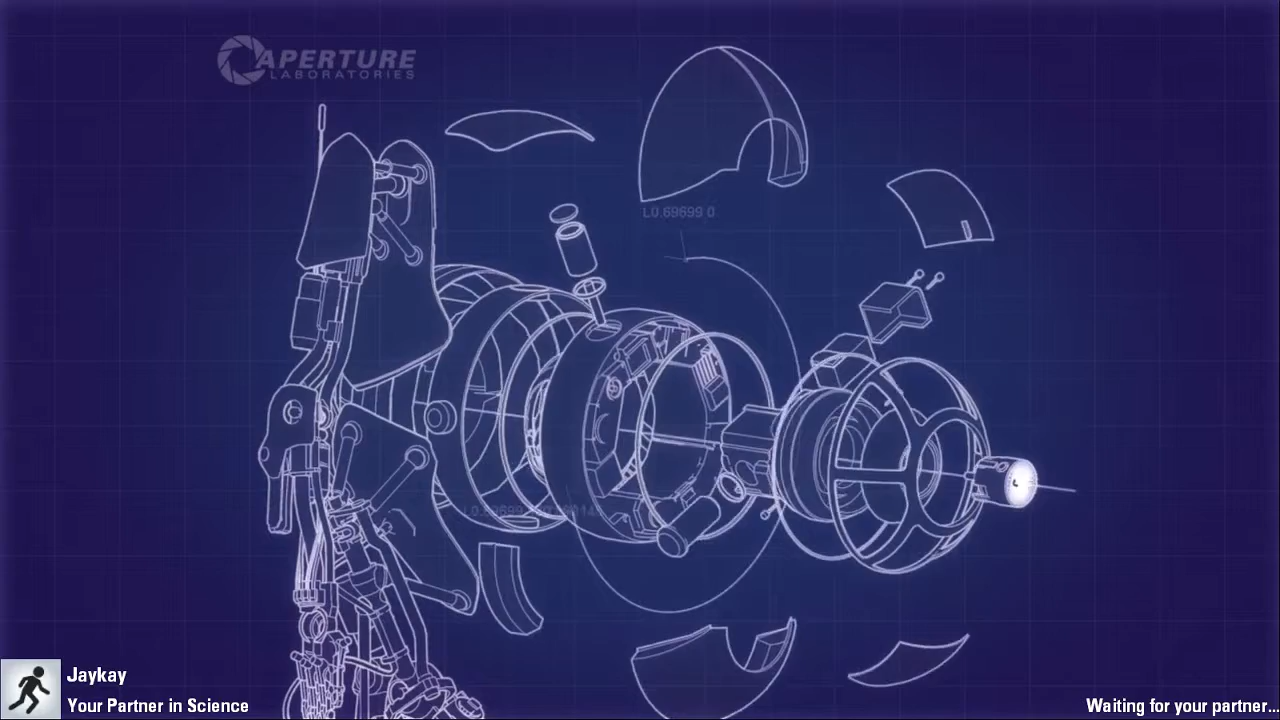 APERTURE
LABORATORIES
L0.69699 0
Jaykay
Your Partner in Science
Waiting for your partner...